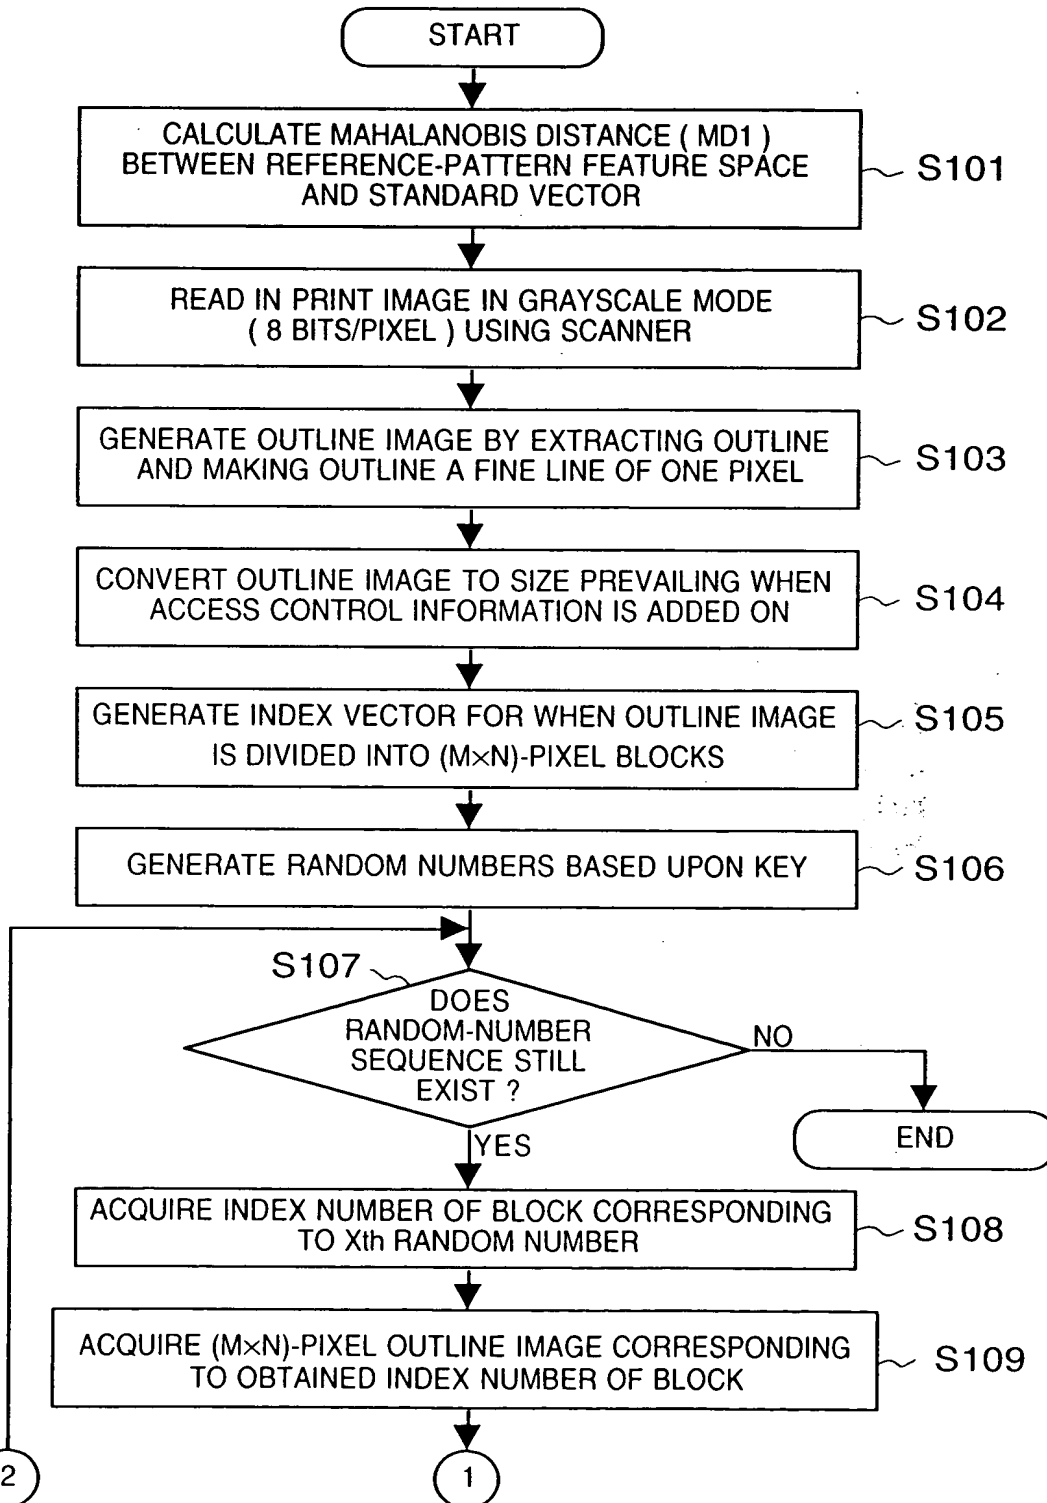 START
CALCULATE MAHALANOBIS DISTANCE ( MD1 )
BETWEEN REFERENCE-PATTERN FEATURE SPACE
AND STANDARD VECTOR
S101
READ IN PRINT IMAGE IN GRAYSCALE MODE
( 8 BITS/PIXEL ) USING SCANNER
S102
GENERATE OUTLINE IMAGE BY EXTRACTING OUTLINE
AND MAKING OUTLINE A FINE LINE OF ONE PIXEL
S103
CONVERT OUTLINE IMAGE TO SIZE PREVAILING WHEN
ACCESS CONTROL INFORMATION IS ADDED ON
S104
GENERATE INDEX VECTOR FOR WHEN OUTLINE IMAGE
IS DIVIDED INTO (M×N)-PIXEL BLOCKS
S105
GENERATE RANDOM NUMBERS BASED UPON KEY
S106
S107
DOES
RANDOM-NUMBER
SEQUENCE STILL
EXIST ?
NO
END
YES
ACQUIRE INDEX NUMBER OF BLOCK CORRESPONDING
TO Xth RANDOM NUMBER
S108
ACQUIRE (M×N)-PIXEL OUTLINE IMAGE CORRESPONDING
TO OBTAINED INDEX NUMBER OF BLOCK
S109
2
1